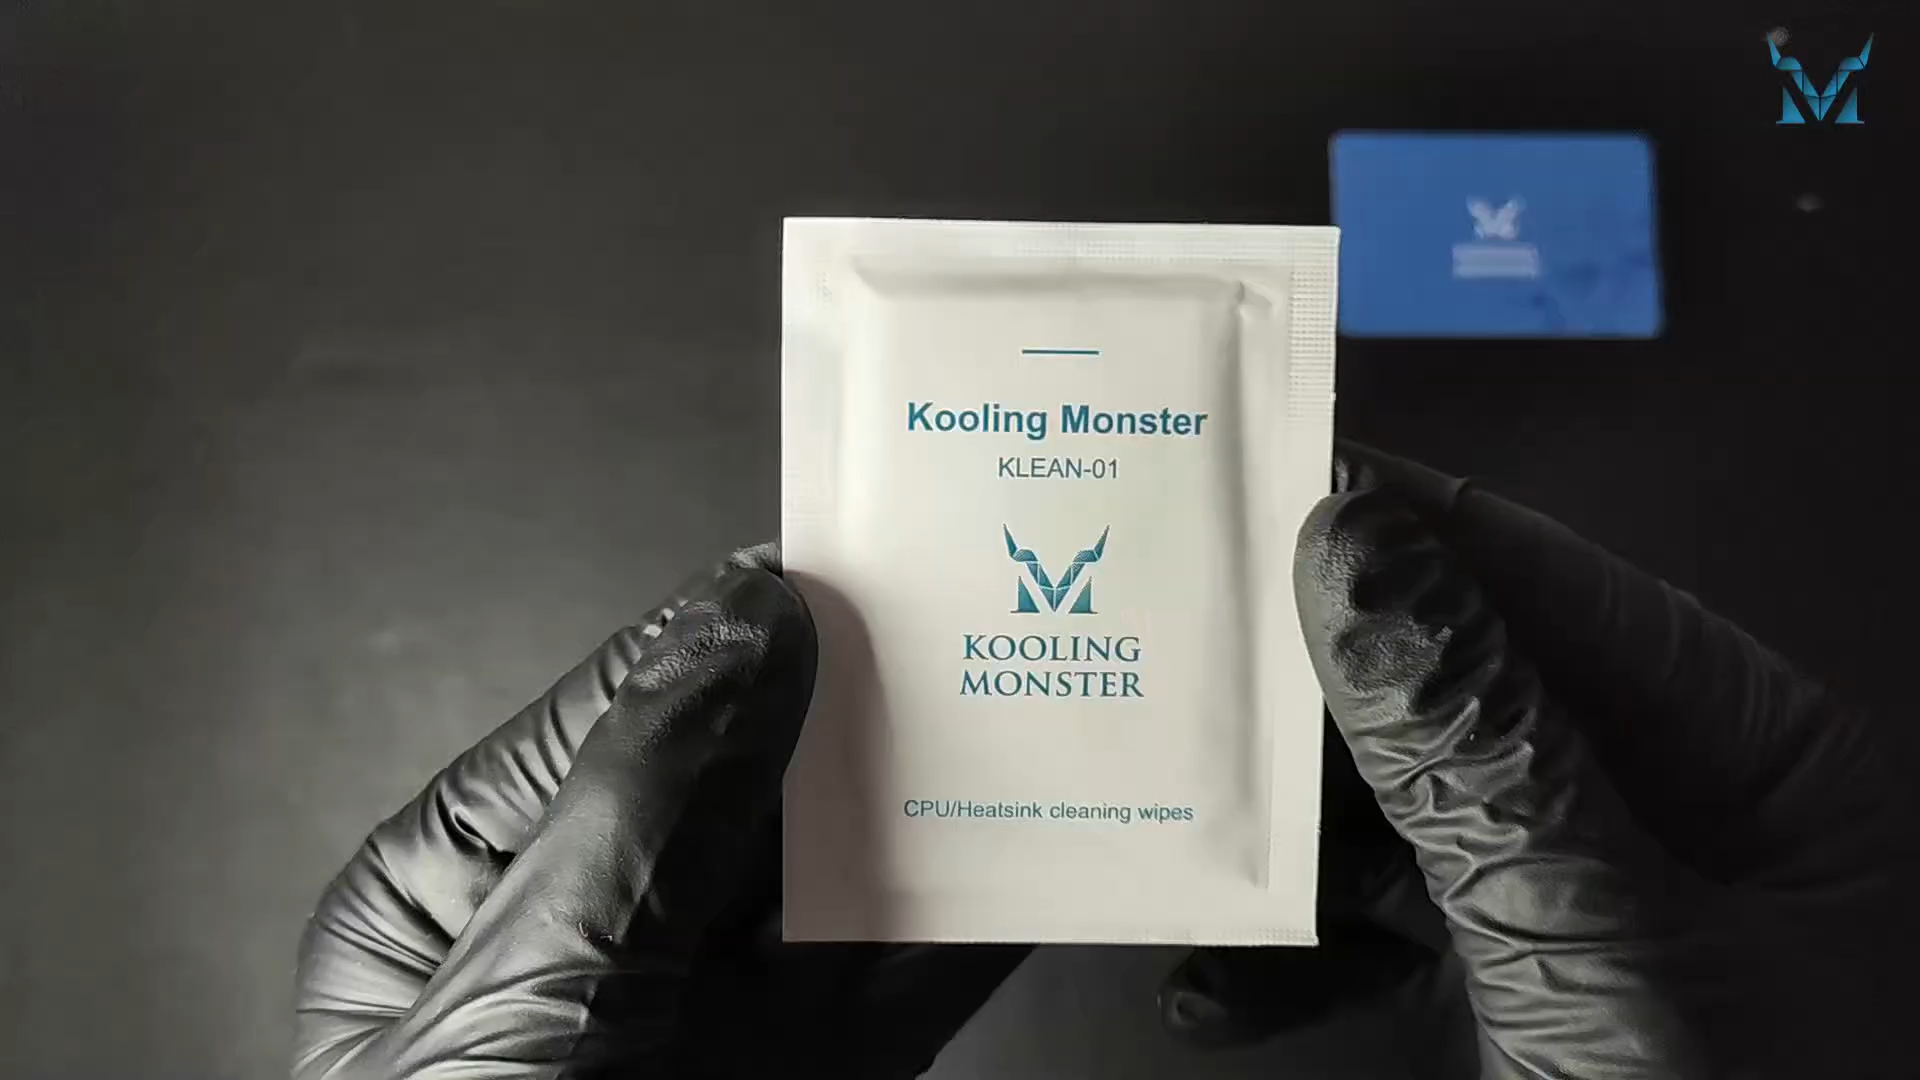 Kooling Monster
KLEAN-01
KOOLING
MONSTER
CPU/Heatsink cleaning wipes